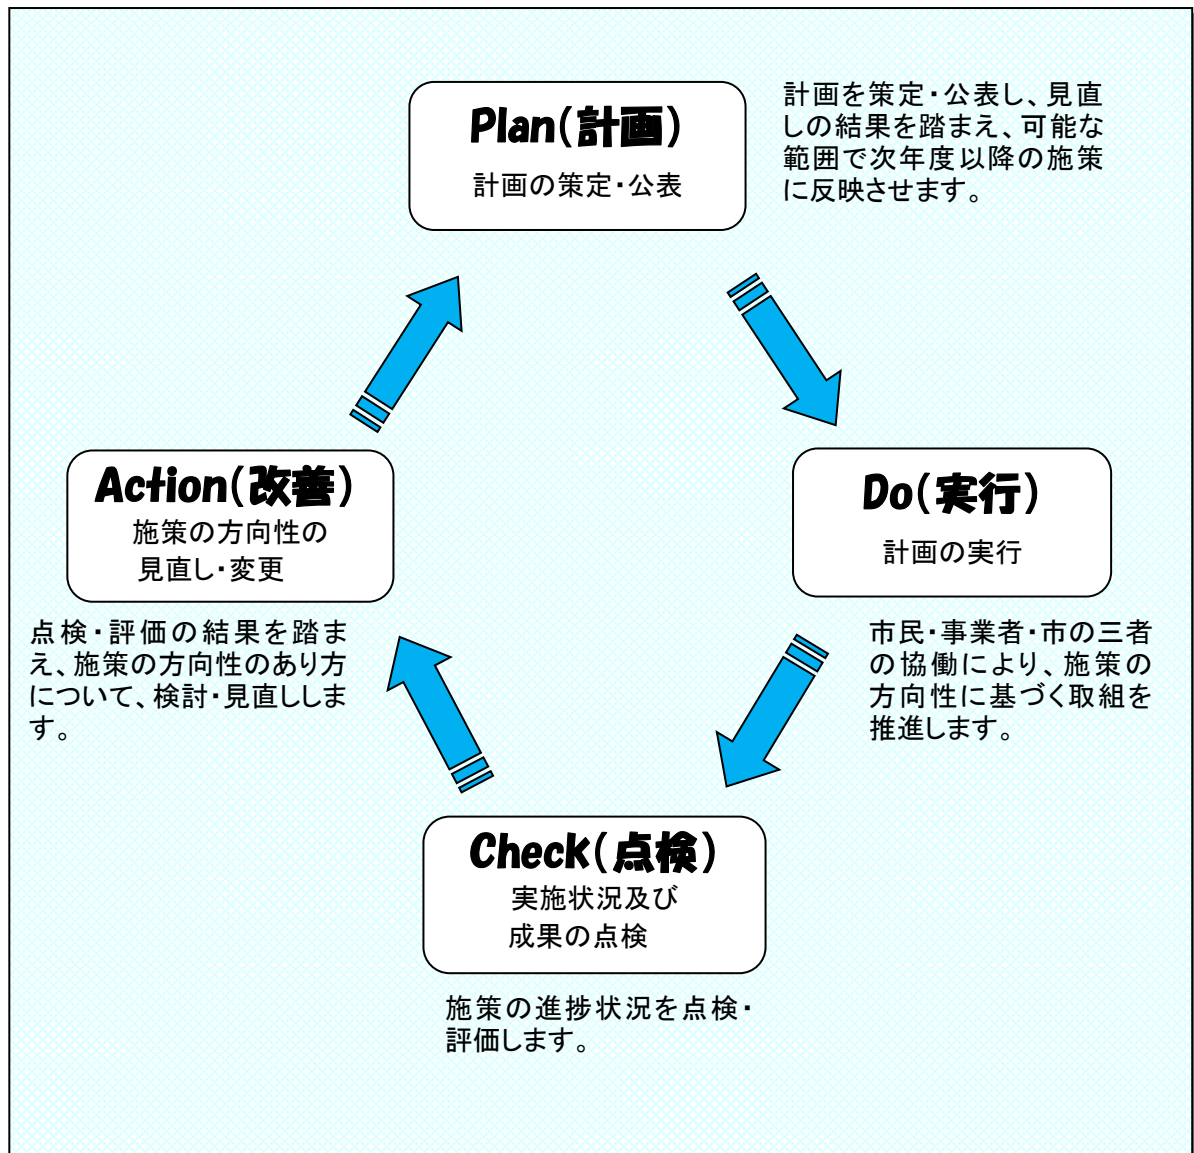 Plan(計画)
計画の策定・公表
計画を策定・公表し、見直
しの結果を踏まえ、可能な
範囲で次年度以降の施策
に反映させます。
Do(実行)
計画の実行
市民・事業者・市の三者
の協働により、施策の
方向性に基づく取組を
推進します。
Check(点検)
実施状況及び
成果の点検
施策の進捗状況を点検・
評価します。
Action(改善)
施策の方向性の
見直し・変更
点検・評価の結果を踏ま
え、施策の方向性のあり方
について、検討・見直ししま
す。